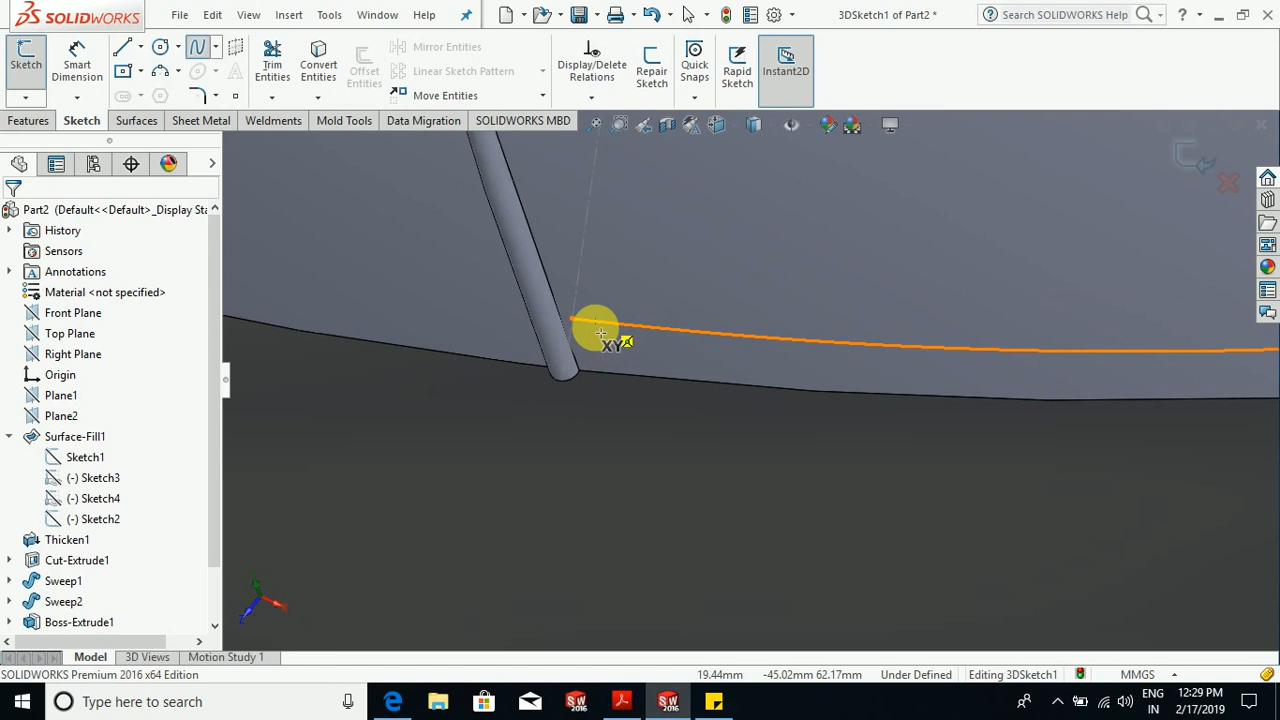 SOLIDWORKS File Edit View Insert Tools Window Help 3DSketch1 of Part2 * Search SOLIDWORKS Help ?
Sketch Smart Dimension Trim Entities Convert Entities Offset Entities Mirror Entities Linear Sketch Pattern Move Entities Display/Delete Relations Repair Sketch Quick Snaps Rapid Sketch Instant2D
Features Sketch Surfaces Sheet Metal Weldments Mold Tools Data Migration SOLIDWORKS MBD
Part2 (Default<<Default>_Display Sta
History
Sensors
Annotations
Material <not specified>
Front Plane
Top Plane
Right Plane
Origin
Plane1
Plane2
Surface-Fill1
Sketch1
(-) Sketch3
(-) Sketch4
(-) Sketch2
Thicken1
Cut-Extrude1
Sweep1
Sweep2
Boss-Extrude1
XY
Model 3D Views Motion Study 1
SOLIDWORKS Premium 2016 x64 Edition 19.44mm -45.02mm 62.17mm Under Defined Editing 3DSketch1 MMGS
Type here to search ENG IN 12:29 PM 2/17/2019